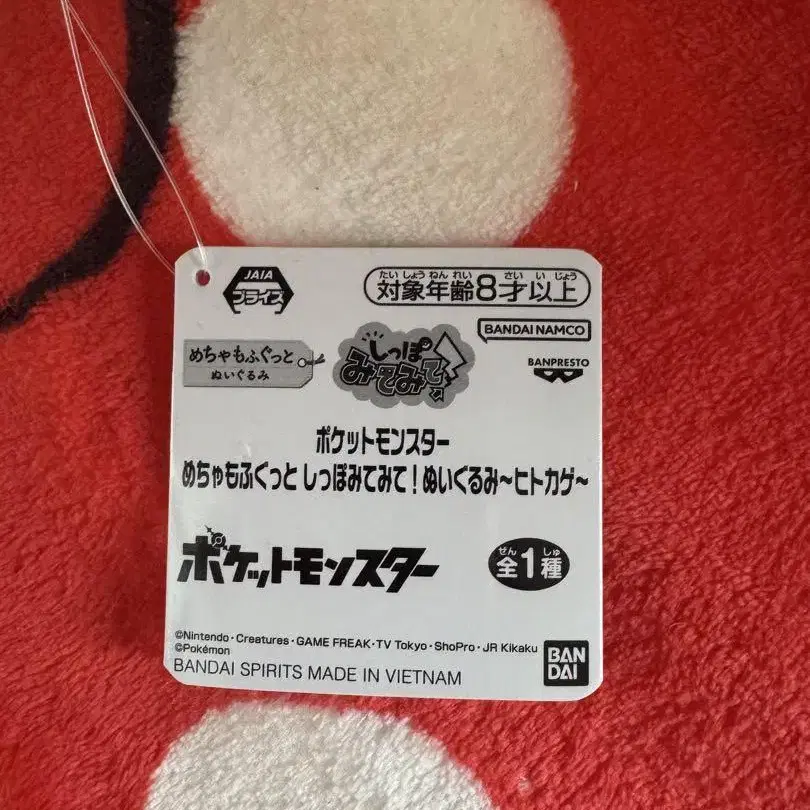 JAIA
プライズ
たいしょうねんれい さい いじょう
対象年齢8才以上
BANDAI NAMCO
めちゃもふぐっと
ぬいぐるみ
しっぽ
みてみて
BANPRESTO
ポケットモンスター
めちゃもふぐっと しっぽみてみて！ぬいぐるみ～ヒトカゲ～
ポケットモンスター
ぜん しゅ
全1種
©Nintendo・Creatures・GAME FREAK・TV Tokyo・ShoPro・JR Kikaku
©Pokémon
BANDAI SPIRITS MADE IN VIETNAM
BAN
DAI